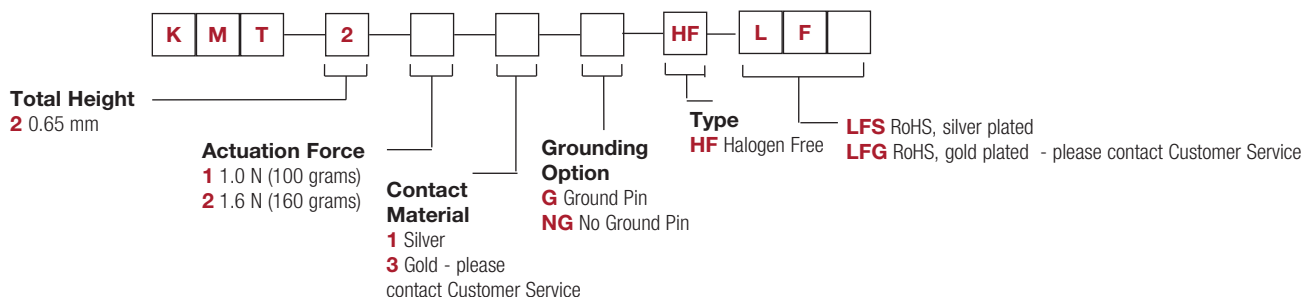 K M T 2 HF L F
Total Height
2 0.65 mm
Actuation Force
1 1.0 N (100 grams)
2 1.6 N (160 grams)
Contact
Material
1 Silver
3 Gold - please
contact Customer Service
Grounding
Option
G Ground Pin
NG No Ground Pin
Type
HF Halogen Free
LFS RoHS, silver plated
LFG RoHS, gold plated - please contact Customer Service